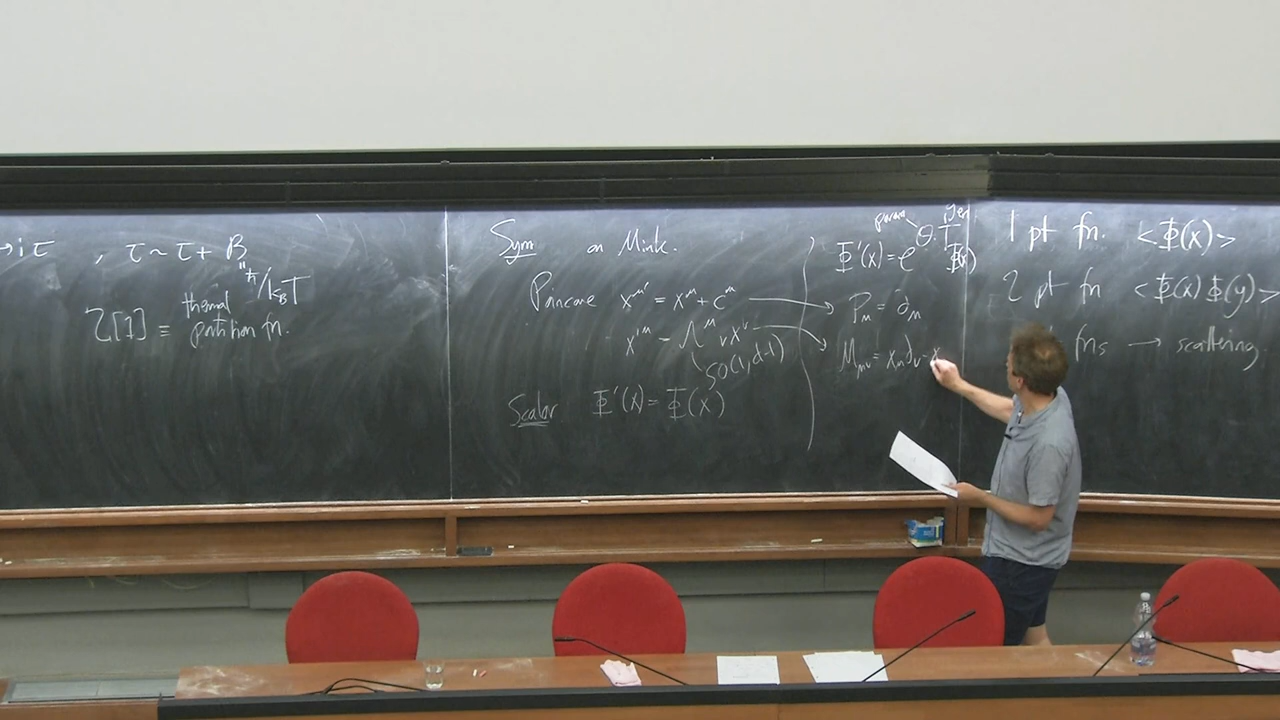 →iτ , τ ~ τ + β
" ħ/k_BT
Z[J] ≡ thermal partition fn.
Sym on Mink.
Poincare x^μ' = x^μ + c^μ
x'^μ = Λ^μ_ν x^ν
SO(1,d-1)
Scalar Φ'(x') = Φ(x)
param gen
Φ'(x) = e^{θ·T} Φ(x)
P_μ = ∂_μ
M_μν = x_μ∂_ν - x
1 pt fn. <Φ(x)>
2 pt fn <Φ(x) Φ(y)>
fns → scattering